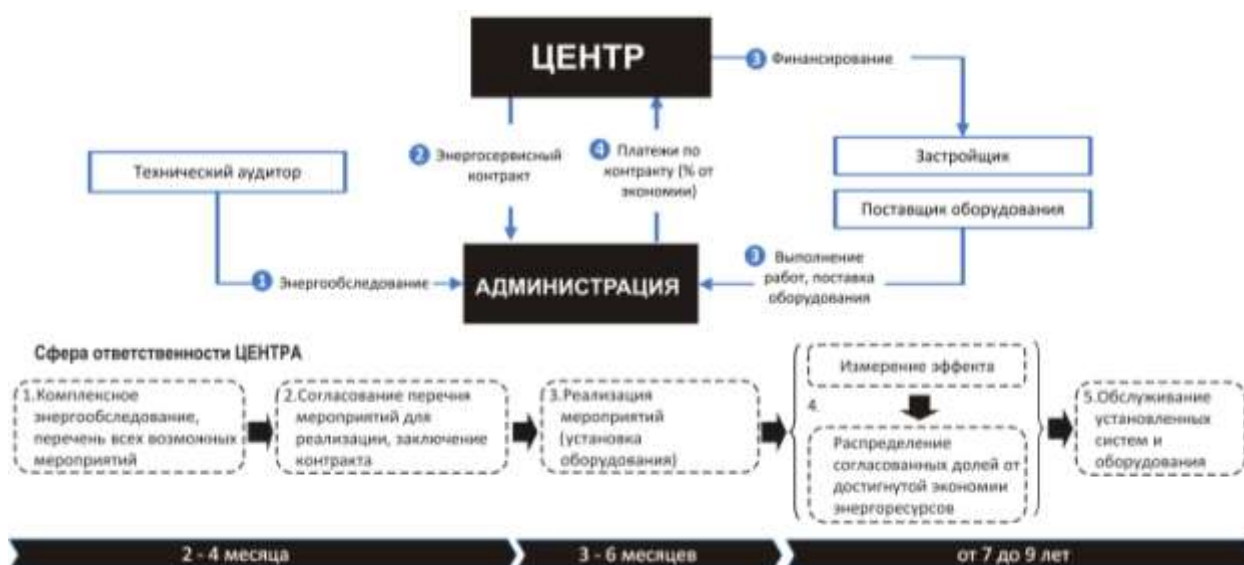 ЦЕНТР
3 Финансирование
2 Энергосервисный
контракт
4 Платежи по
контракту (% от
экономии)
Технический аудитор
Застройщик
Поставщик оборудования
1 Энергообследование
АДМИНИСТРАЦИЯ
3 Выполнение
работ, поставка
оборудования
Сфера ответственности ЦЕНТРА
1.Комплексное
энергообследование,
перечень всех возможных
мероприятий
2.Согласование перечня
мероприятий для
реализации, заключение
контракта
3.Реализация
мероприятий
(установка
оборудования)
Измерение эффекта
4.
Распределение
согласованных долей от
достигнутой экономии
энергоресурсов
5.Обслуживание
установленных
систем и
оборудования
2 - 4 месяца
3 - 6 месяцев
от 7 до 9 лет